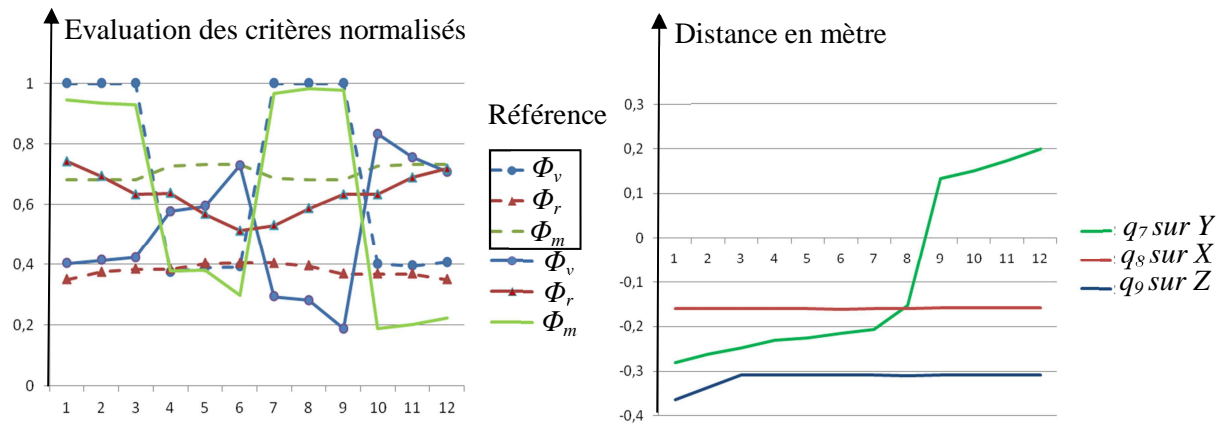 Evaluation des critères normalisés
1
0,8
0,6
0,4
0,2
0
1 2 3 4 5 6 7 8 9 10 11 12
Référence
Φv
Φr
Φm
Φv
Φr
Φm
Distance en mètre
0,3
0,2
0,1
0
-0,1
-0,2
-0,3
-0,4
1 2 3 4 5 6 7 8 9 10 11 12
q7 sur Y
q8 sur X
q9 sur Z